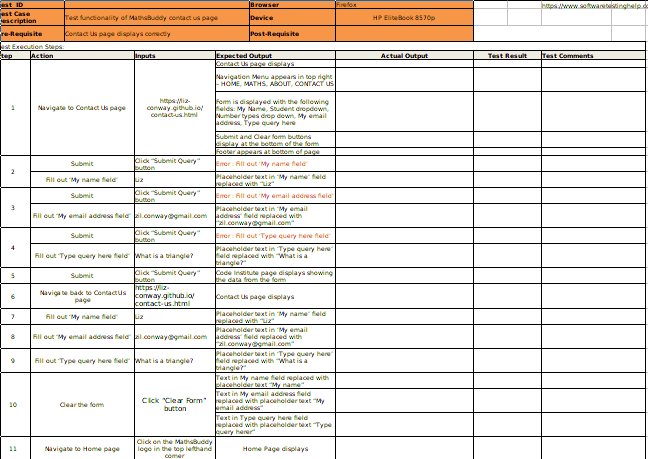 est ID
Browser
Firefox
https://www.softwaretestinghelp.co
est Case
escription
Test functionality of MathsBuddy contact us page
Device
HP EliteBook 8570p
re-Requisite
Contact Us page displays correctly
Post-Requisite
est Execution Steps:
tep Action Inputs Expected Output Actual Output Test Result Test Comments
1
Navigate to Contact Us page
https://liz-
conway.github.io/
contact-us.html
Contact Us page displays
Navigation Menu appears in top right
– HOME, MATHS, ABOUT, CONTACT US
Form is displayed with the following
fields: My Name, Student dropdown,
Number types drop down, My email
address, Type query here
Submit and Clear form buttons
display at the bottom of the form
Footer appears at bottom of page
2
Submit
Click “Submit Query”
button
Error : Fill out ‘My name field’
Fill out ‘My name field’
Liz
Placeholder text in ‘My name’ field
replaced with “Liz”
3
Submit
Click “Submit Query”
button
Error : Fill out ‘My email address field’
Fill out ‘My email address field’
zil.conway@gmail.com
Placeholder text in ‘My email
address’ field replaced with
“zil.conway@gmail.com”
4
Submit
Click “Submit Query”
button
Error : Fill out ‘Type query here field’
Fill out ‘Type query here field’
What is a triangle?
Placeholder text in ‘Type query here’
field replaced with “What is a
triangle?”
5
Submit
Click “Submit Query”
button
Code Institute page displays showing
the data from the form
6
Navigate back to Contact Us
page
https://liz-
conway.github.io/
contact-us.html
Contact Us page displays
7
Fill out ‘My name field’
Liz
Placeholder text in ‘My name’ field
replaced with “Liz”
8
Fill out ‘My email address field’
zil.conway@gmail.com
Placeholder text in ‘My email
address’ field replaced with
“zil.conway@gmail.com”
9
Fill out ‘Type query here field’
What is a triangle?
Placeholder text in ‘Type query here’
field replaced with “What is a
triangle?”
10
Clear the form
Click “Clear Form”
button
Text in My name field replaced with
placeholder text “My name”
Text in My email address field
replaced with placeholder text “My
email address”
Text in Type query here field
replaced with placeholder text “Type
query herer”
11
Navigate to Home page
Click on the MathsBuddy
logo in the top lefthand
corner
Home Page displays